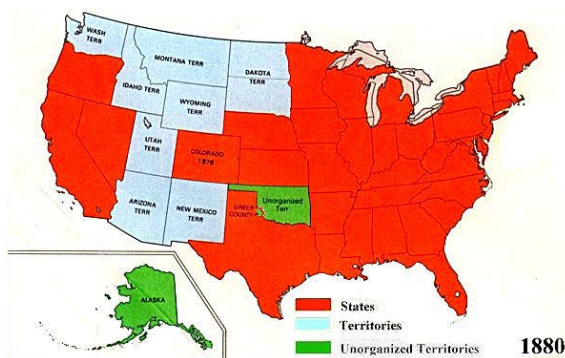 WASH
TERR
MONTANA TERR
DAKOTA
TERR
IDAHO TERR
WYOMING
TERR
UTAH
TERR
COLORADO
1876
ARIZONA
TERR
NEW MEXICO
TERR
GREER
COUNTY
Unorganized
Terr
ALASKA
States
Territories
Unorganized Territories
1880